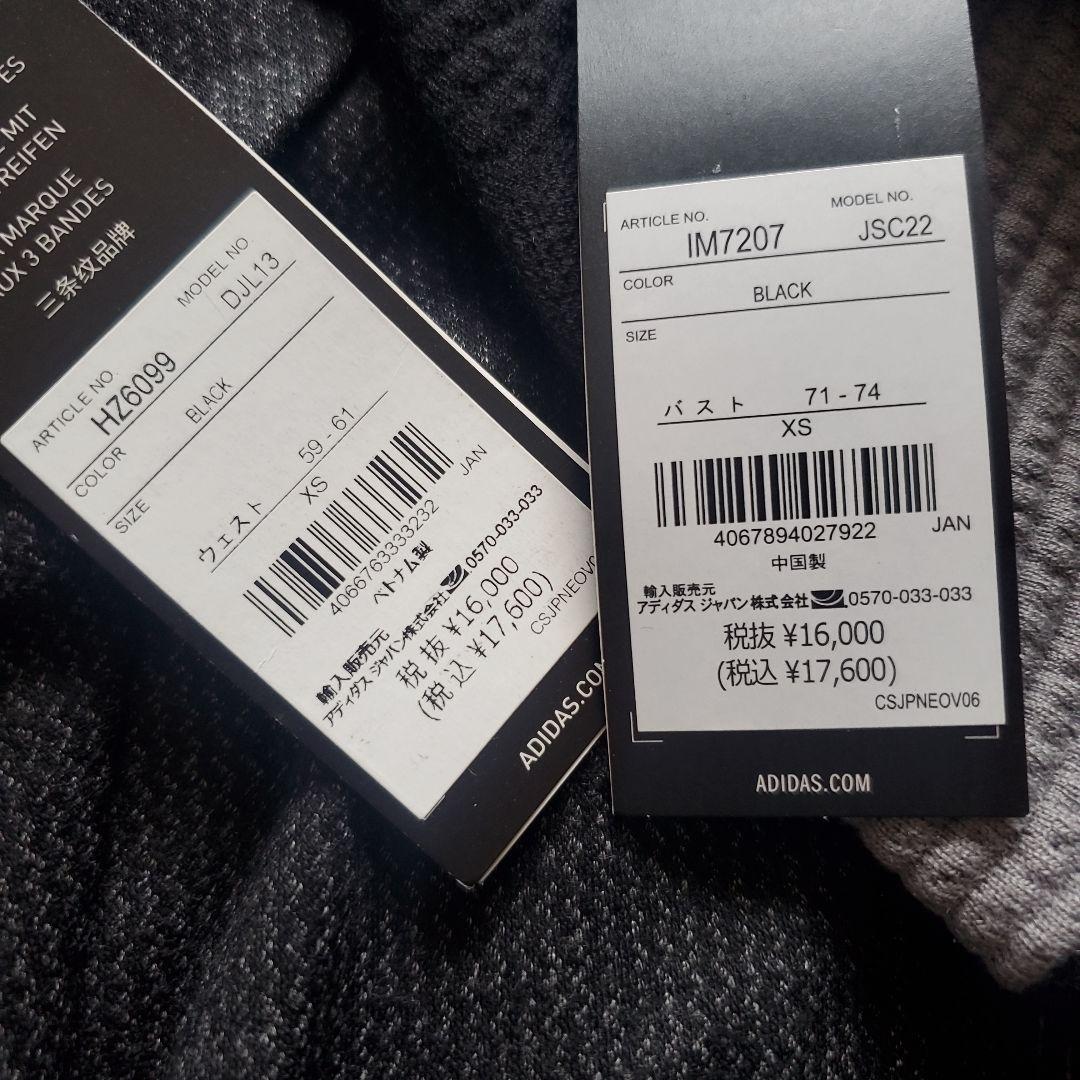 ES
MIT
REIFEN
MARQUE
AUX 3 BANDES
三条纹品牌
ARTICLE NO.
MODEL NO.
HZ6099
DJL13
COLOR
BLACK
SIZE
ウェスト 59 - 61
XS
4066763333232
JAN
ベトナム製
輸入販売元
アディダス ジャパン株式会社 0570-033-033
税抜 ¥16,000
(税込 ¥17,600)
CSJPNEOV0
ADIDAS.CO
ARTICLE NO.
MODEL NO.
IM7207
JSC22
COLOR
BLACK
SIZE
バスト 71 - 74
XS
4067894027922
JAN
中国製
輸入販売元
アディダス ジャパン株式会社 0570-033-033
税抜 ¥16,000
(税込 ¥17,600)
CSJPNEOV06
ADIDAS.COM